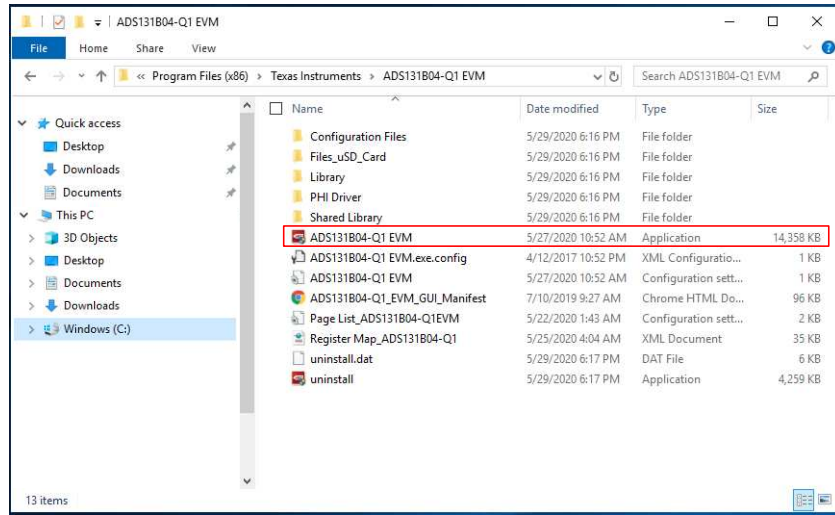 ADS131B04-Q1 EVM
File Home Share View
« Program Files (x86) > Texas Instruments > ADS131B04-Q1 EVM Search ADS131B04-Q1 EVM
Quick access
Desktop
Downloads
Documents
This PC
3D Objects
Desktop
Documents
Downloads
Windows (C:)
Name Date modified Type Size
Configuration Files 5/29/2020 6:16 PM File folder
Files_uSD_Card 5/29/2020 6:16 PM File folder
Library 5/29/2020 6:16 PM File folder
PHI Driver 5/29/2020 6:16 PM File folder
Shared Library 5/29/2020 6:16 PM File folder
ADS131B04-Q1 EVM 5/27/2020 10:52 AM Application 14,358 KB
ADS131B04-Q1 EVM.exe.config 4/12/2017 10:52 PM XML Configuratio... 1 KB
ADS131B04-Q1 EVM 5/27/2020 10:52 AM Configuration sett... 1 KB
ADS131B04-Q1_EVM_GUI_Manifest 7/10/2019 9:27 AM Chrome HTML Do... 96 KB
Page List_ADS131B04-Q1EVM 5/22/2020 1:43 AM Configuration sett... 2 KB
Register Map_ADS131B04-Q1 5/25/2020 4:04 AM XML Document 35 KB
uninstall.dat 5/29/2020 6:17 PM DAT File 6 KB
uninstall 5/29/2020 6:17 PM Application 4,259 KB
13 items